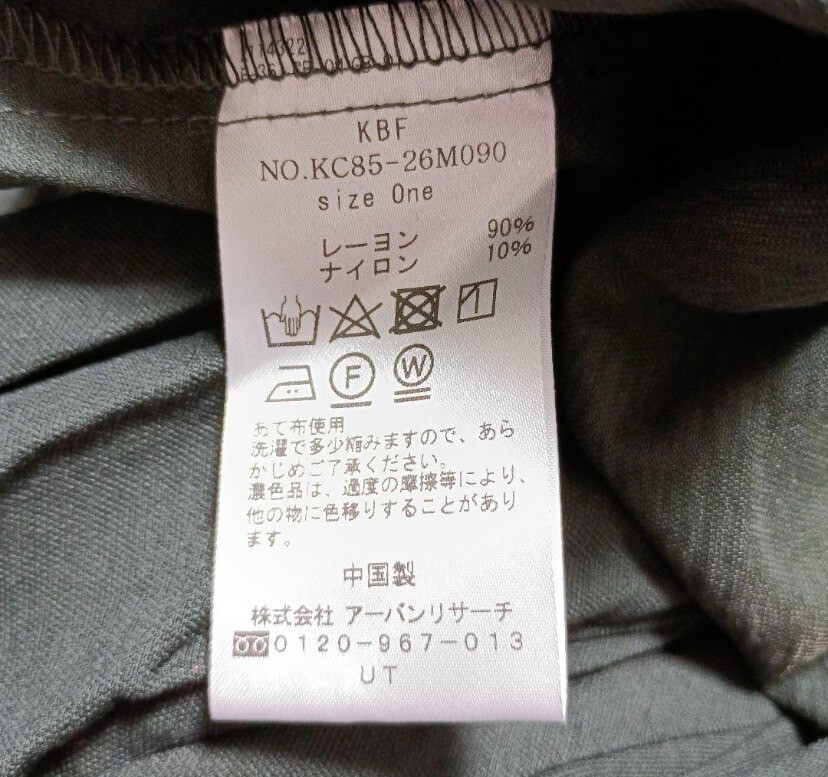 KBF
NO.KC85-26M090
size One
レーヨン 90%
ナイロン 10%
F W
あて布使用
洗濯で多少縮みますので、あら
かじめご了承ください。
濃色品は、過度の摩擦等により、
他の物に色移りすることがあり
ます。
中国製
株式会社 アーバンリサーチ
0120-967-013
UT